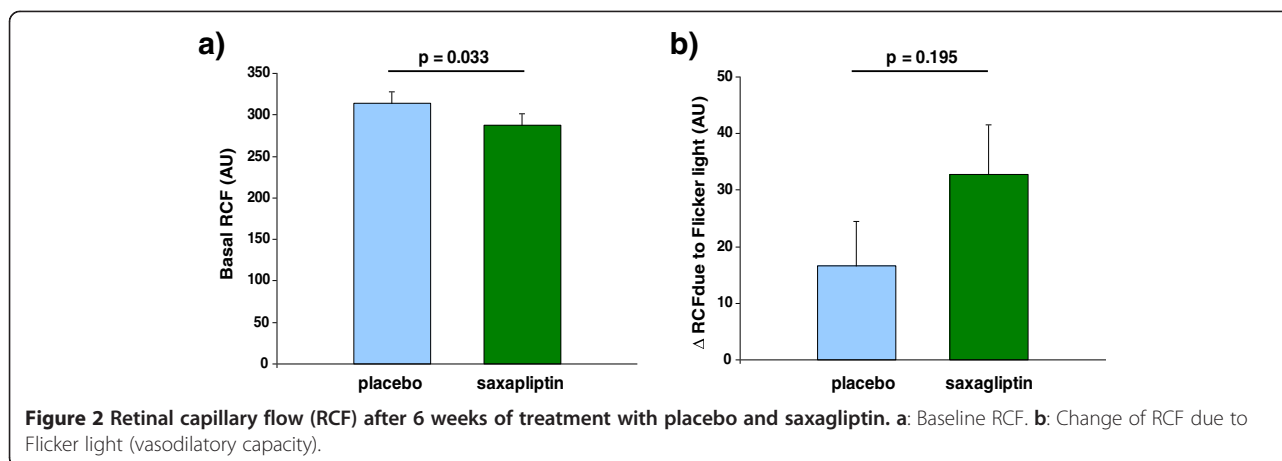 a)
p = 0.033
350
300
250
200
150
100
50
0
Basal RCF (AU)
placebo saxapliptin
b)
p = 0.195
50
40
30
20
10
0
Δ RCFdue to Flicker light (AU)
placebo saxagliptin
Figure 2 Retinal capillary flow (RCF) after 6 weeks of treatment with placebo and saxagliptin. a: Baseline RCF. b: Change of RCF due to
Flicker light (vasodilatory capacity).